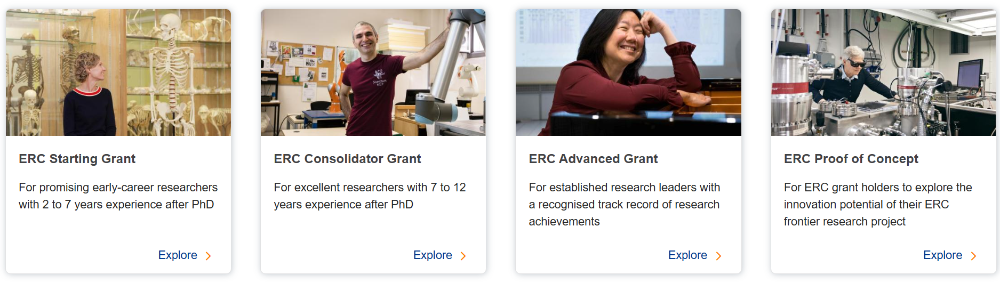 SAPIENZA
NLP
ERC Starting Grant
For promising early-career researchers
with 2 to 7 years experience after PhD
Explore
ERC Consolidator Grant
For excellent researchers with 7 to 12
years experience after PhD
Explore
ERC Advanced Grant
For established research leaders with
a recognised track record of research
achievements
Explore
ERC Proof of Concept
For ERC grant holders to explore the
innovation potential of their ERC
frontier research project
Explore